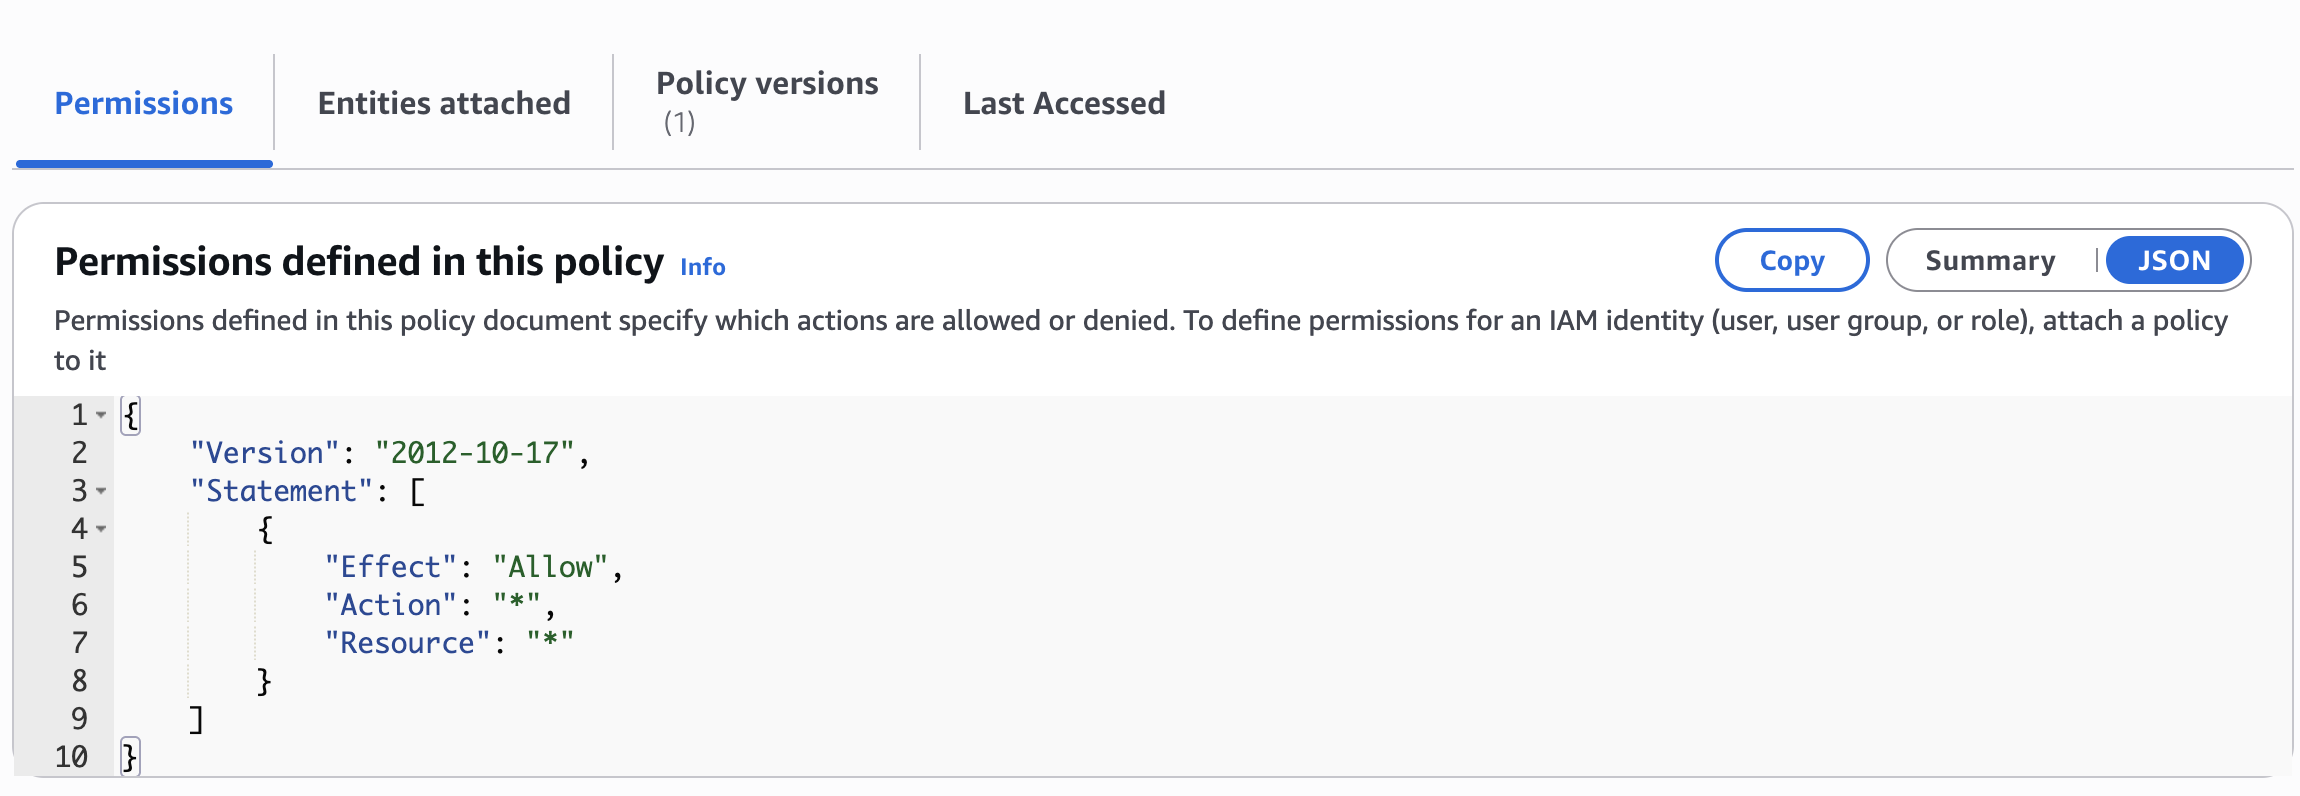 Permissions
Entities attached
Policy versions
(1)
Last Accessed
Permissions defined in this policy Info
Copy
Summary | JSON
Permissions defined in this policy document specify which actions are allowed or denied. To define permissions for an IAM identity (user, user group, or role), attach a policy
to it
1 {
2     "Version": "2012-10-17",
3     "Statement": [
4         {
5             "Effect": "Allow",
6             "Action": "*",
7             "Resource": "*"
8         }
9     ]
10 }